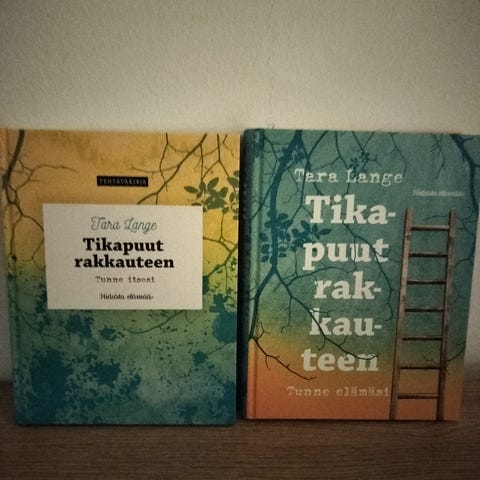 TEHTÄVÄKIRJA
Tara Lange
Tikapuut
rakkauteen
Tunne itsesi
Hidasta elämää
Tara Lange
Hidasta elämää
Tika-
puut
rak-
kau-
teen
Tunne elämäsi